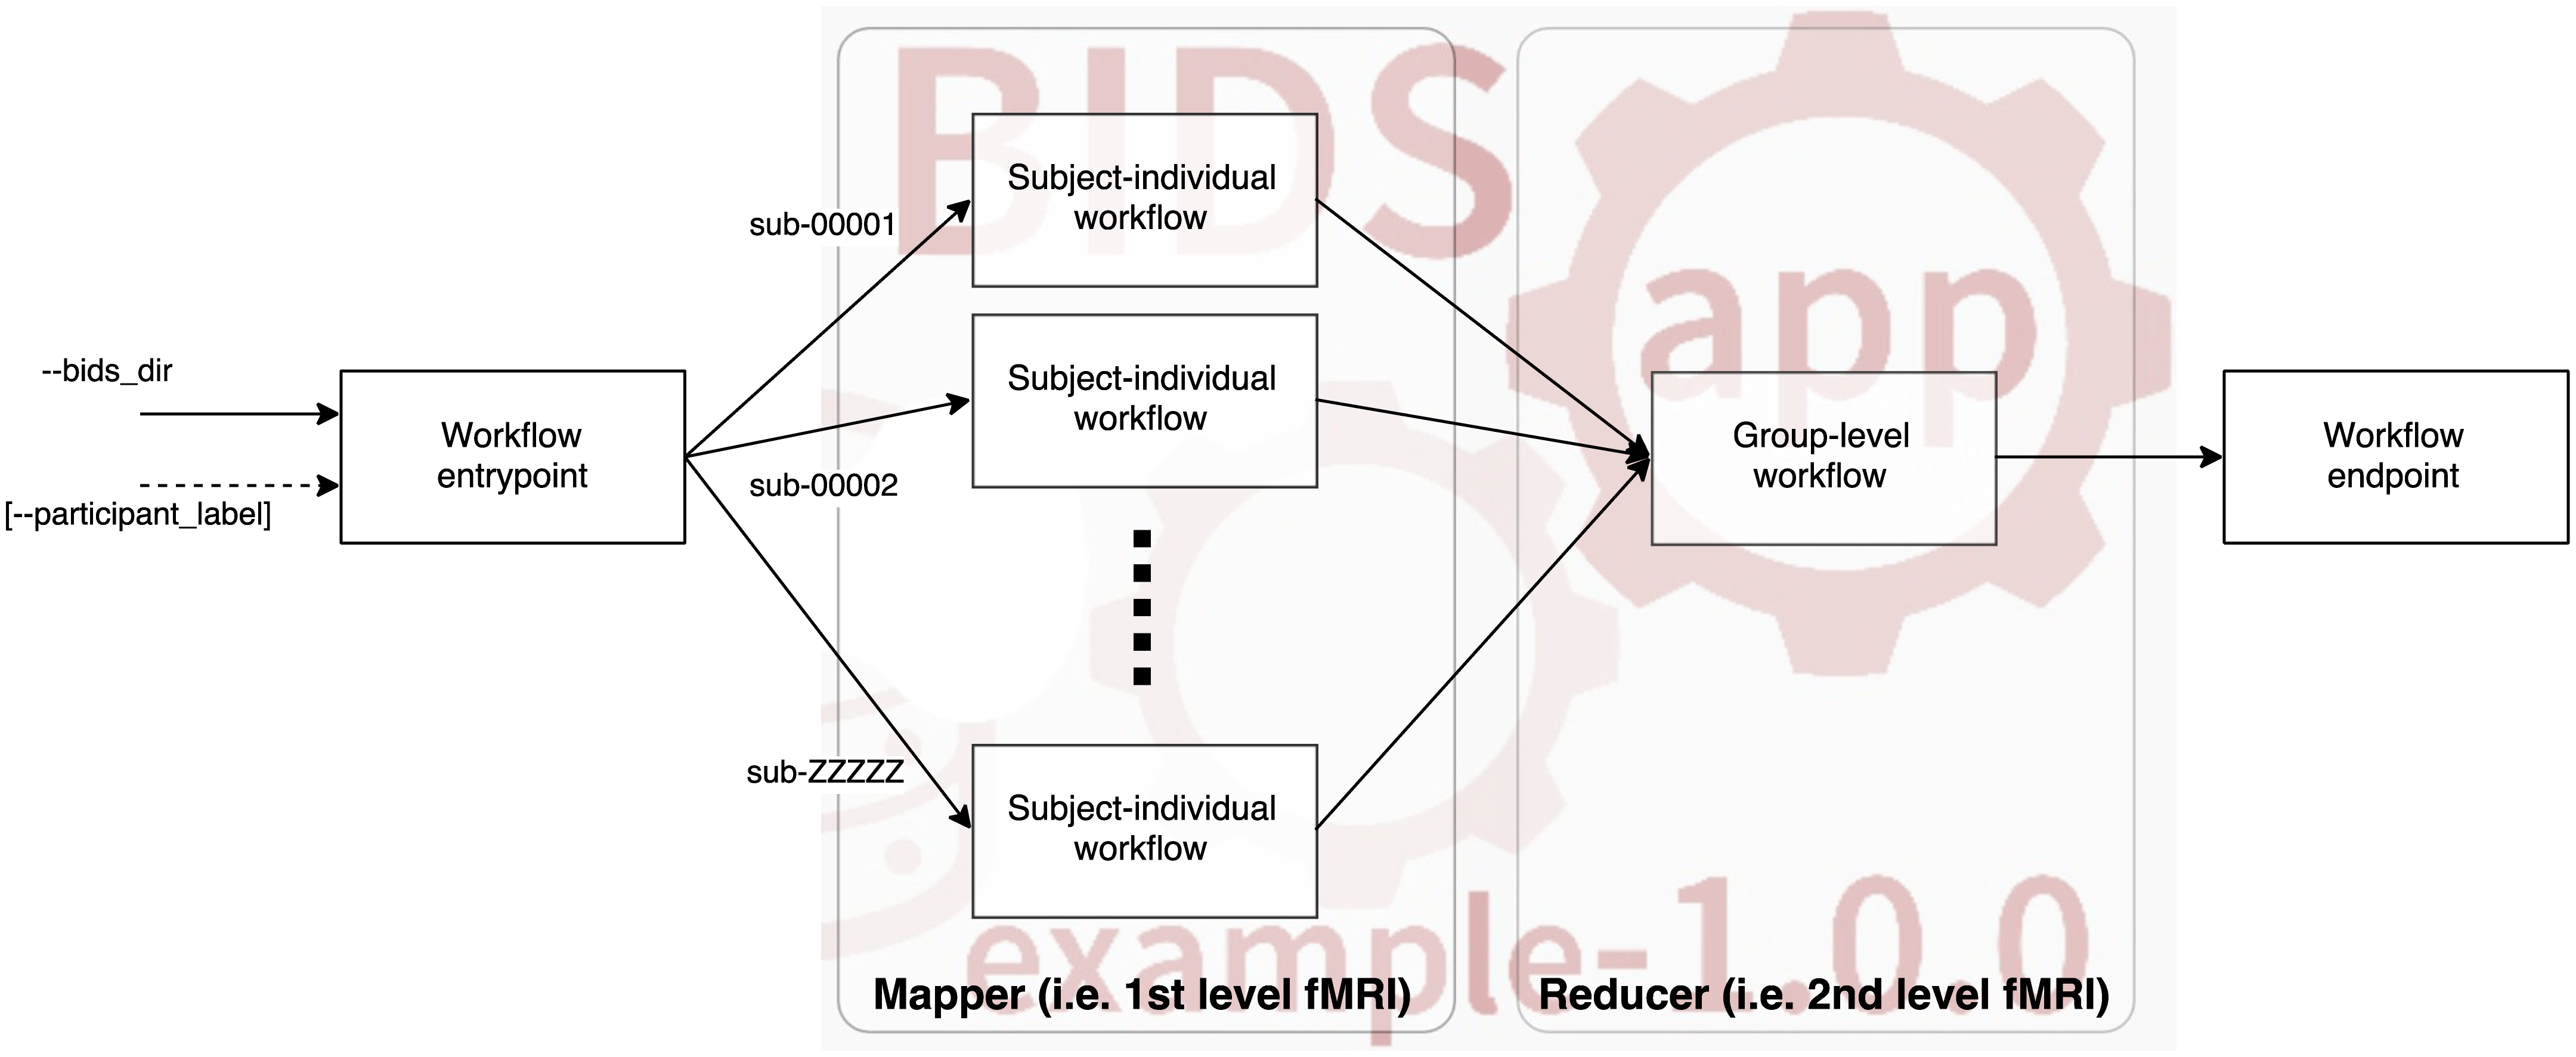 BIDS
app
example-1.0.0
--bids_dir
[--participant_label]
Workflow
entrypoint
sub-00001
sub-00002
sub-ZZZZZ
Subject-individual
workflow
Subject-individual
workflow
Subject-individual
workflow
Mapper (i.e. 1st level fMRI)
Group-level
workflow
Reducer (i.e. 2nd level fMRI)
Workflow
endpoint